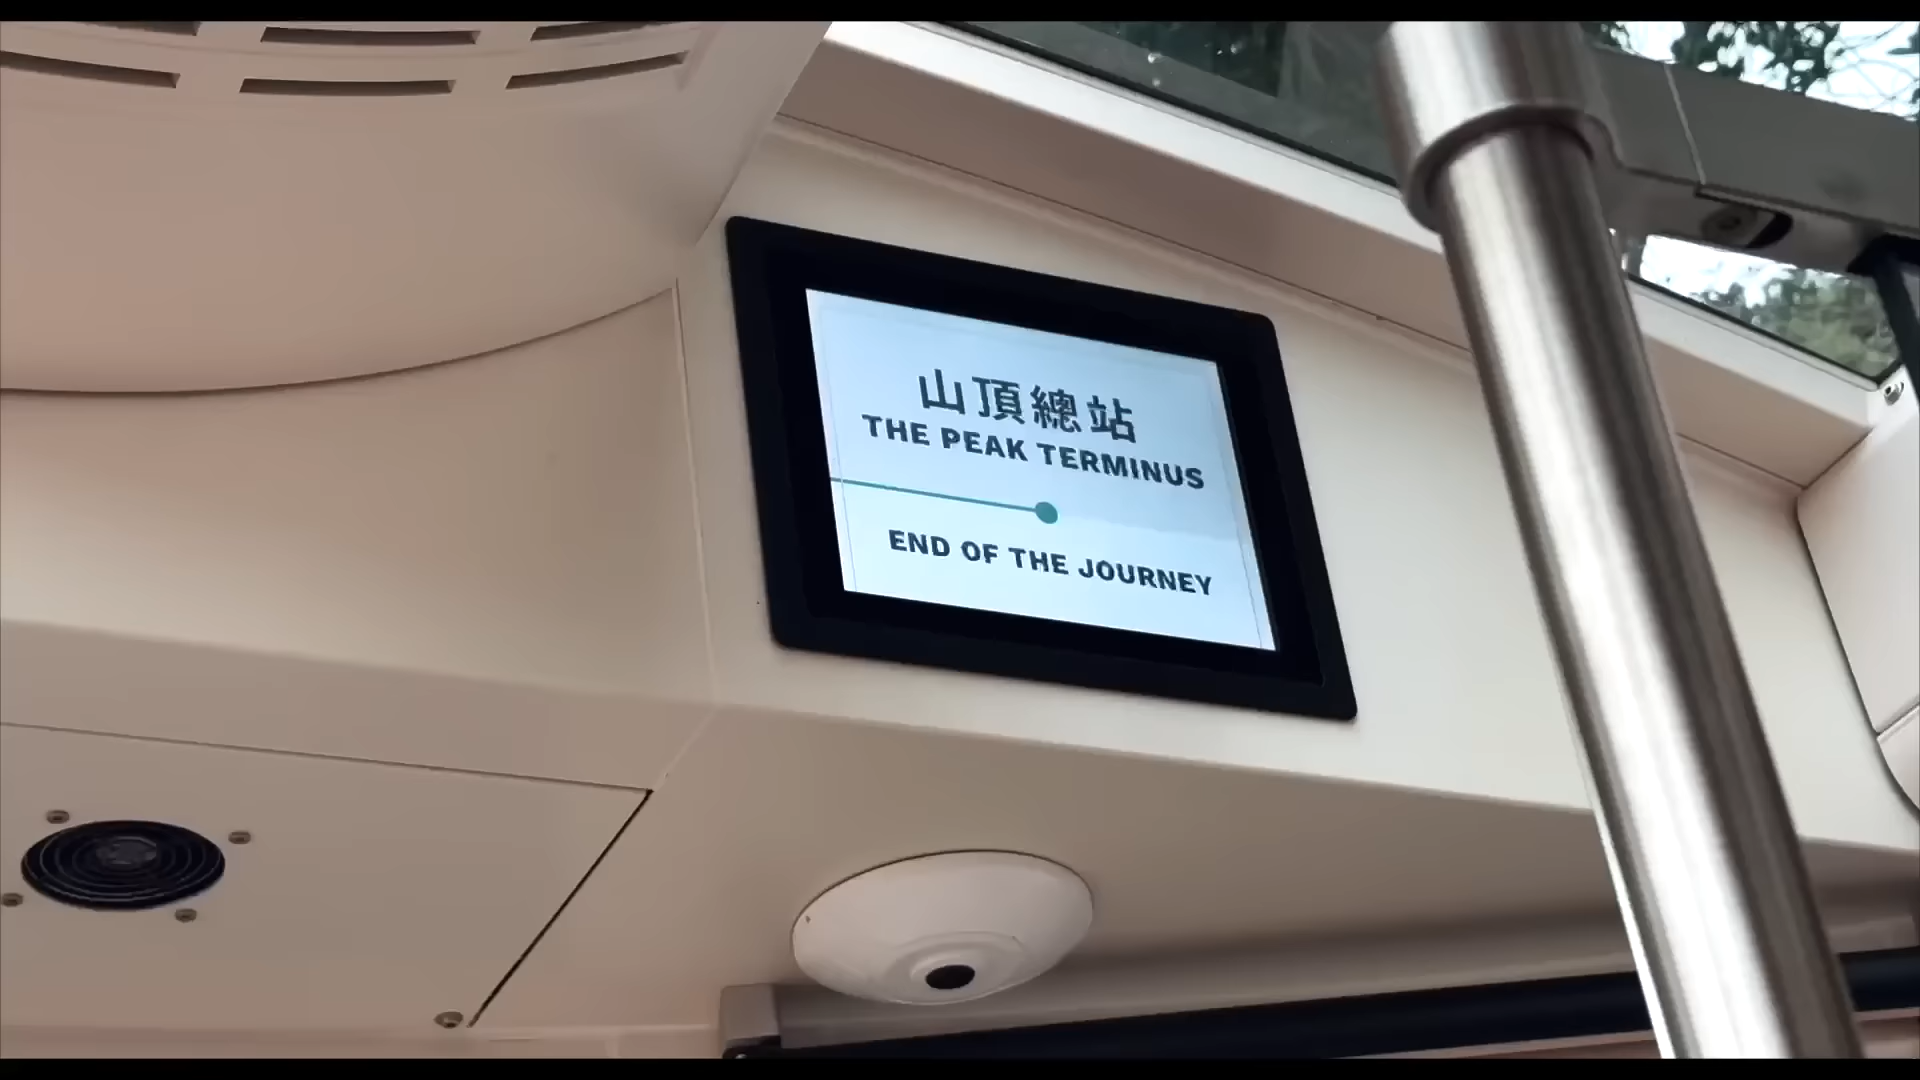 山頂總站
THE PEAK TERMINUS
END OF THE JOURNEY